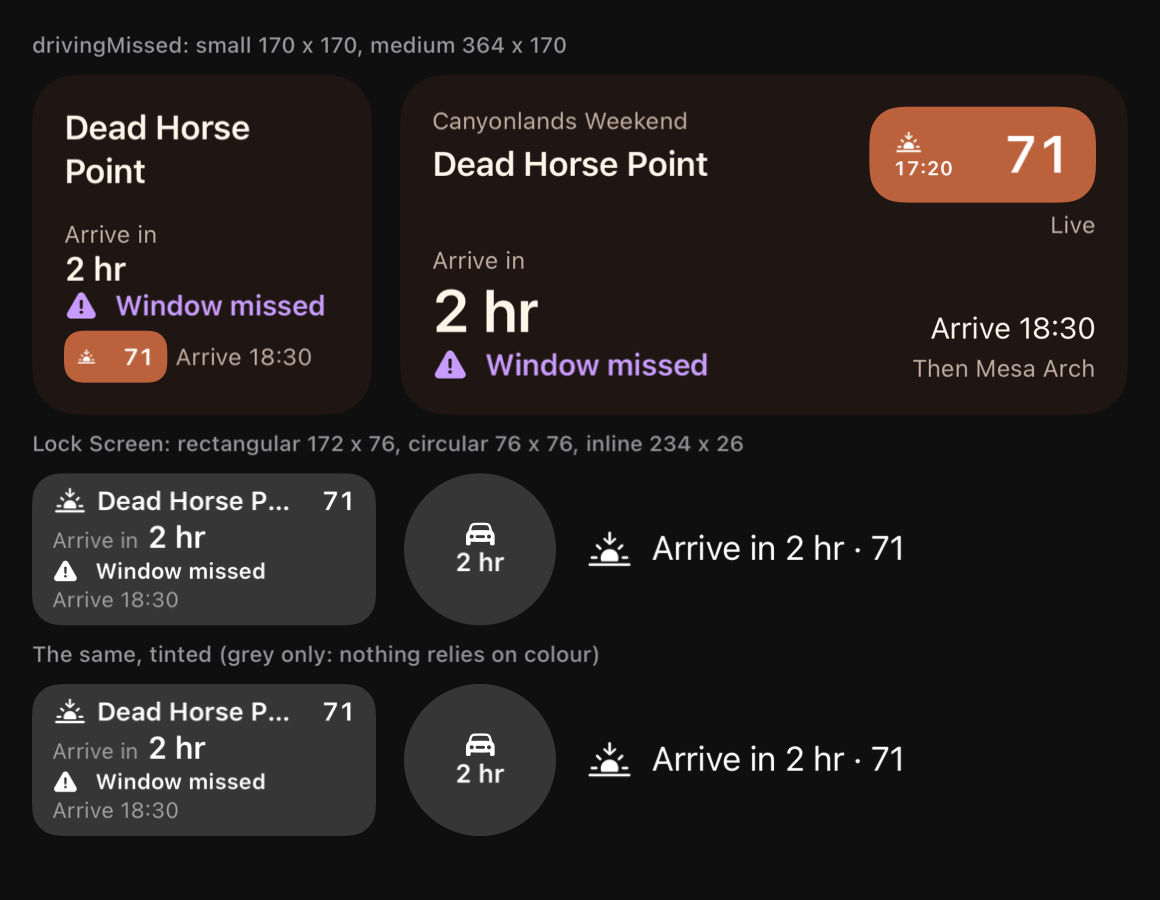 drivingMissed: small 170 x 170, medium 364 x 170
Dead Horse
Point
Arrive in
2 hr
Window missed
71 Arrive 18:30
Canyonlands Weekend
Dead Horse Point
17:20 71
Live
Arrive in
2 hr
Window missed
Arrive 18:30
Then Mesa Arch
Lock Screen: rectangular 172 x 76, circular 76 x 76, inline 234 x 26
Dead Horse P... 71
Arrive in 2 hr
Window missed
Arrive 18:30
2 hr
Arrive in 2 hr · 71
The same, tinted (grey only: nothing relies on colour)
Dead Horse P... 71
Arrive in 2 hr
Window missed
Arrive 18:30
2 hr
Arrive in 2 hr · 71